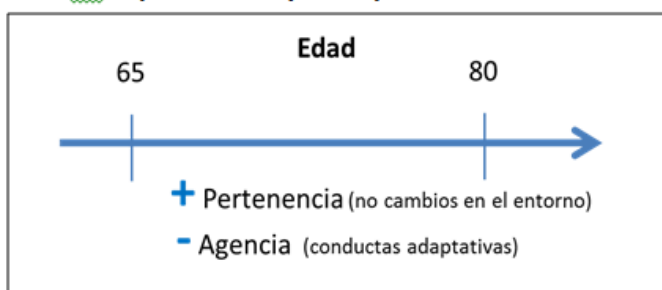 Edad
65 80
+ Pertenencia (no cambios en el entorno)
- Agencia (conductas adaptativas)